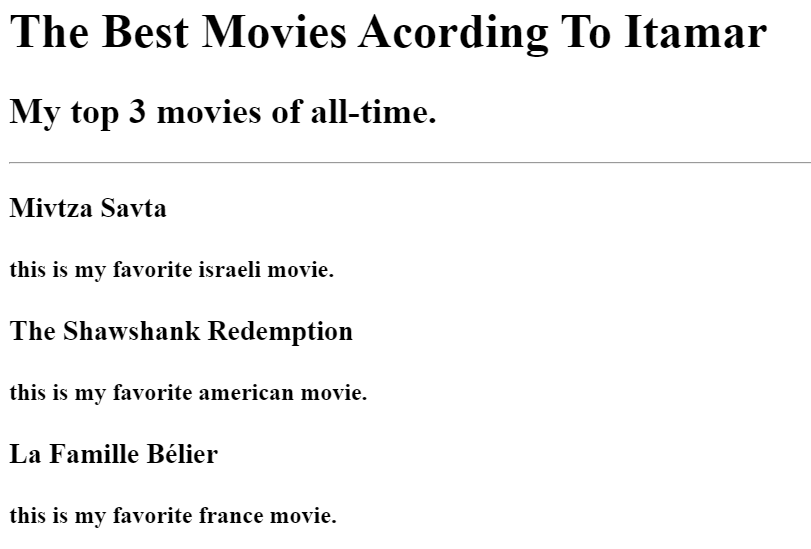 The Best Movies Acording To Itamar
My top 3 movies of all-time.
Mivtza Savta
this is my favorite israeli movie.
The Shawshank Redemption
this is my favorite american movie.
La Famille Bélier
this is my favorite france movie.